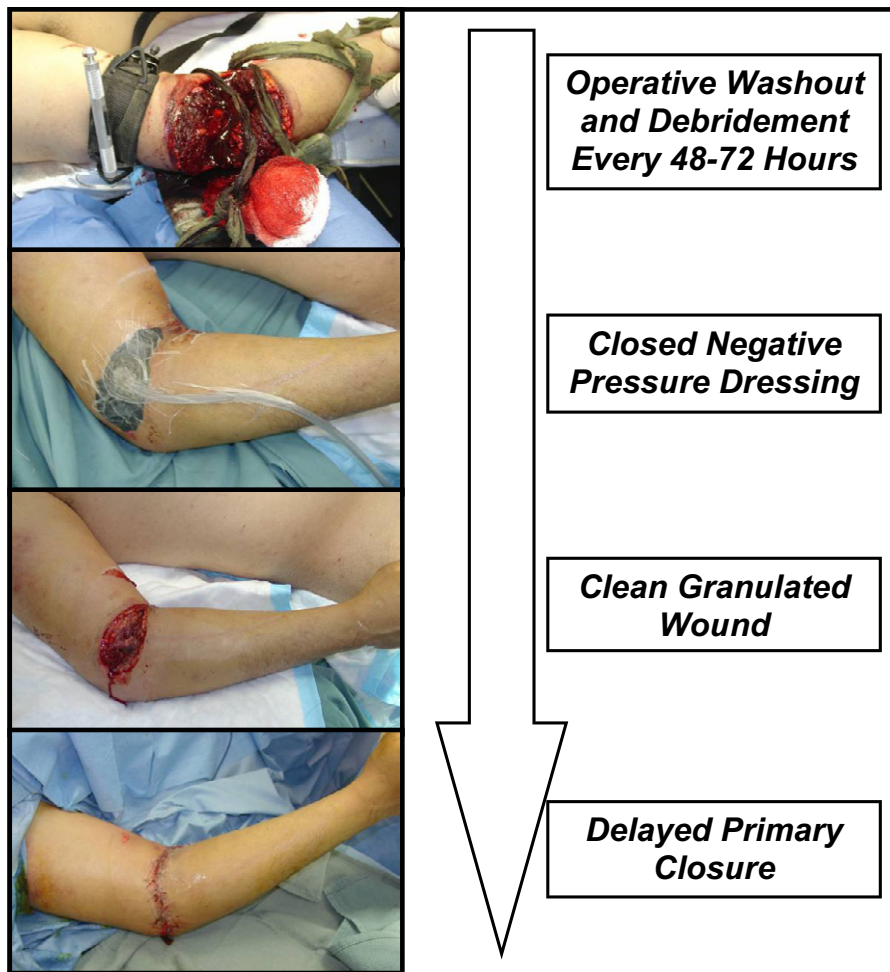 Operative Washout
and Debridement
Every 48-72 Hours
Closed Negative
Pressure Dressing
Clean Granulated
Wound
Delayed Primary
Closure